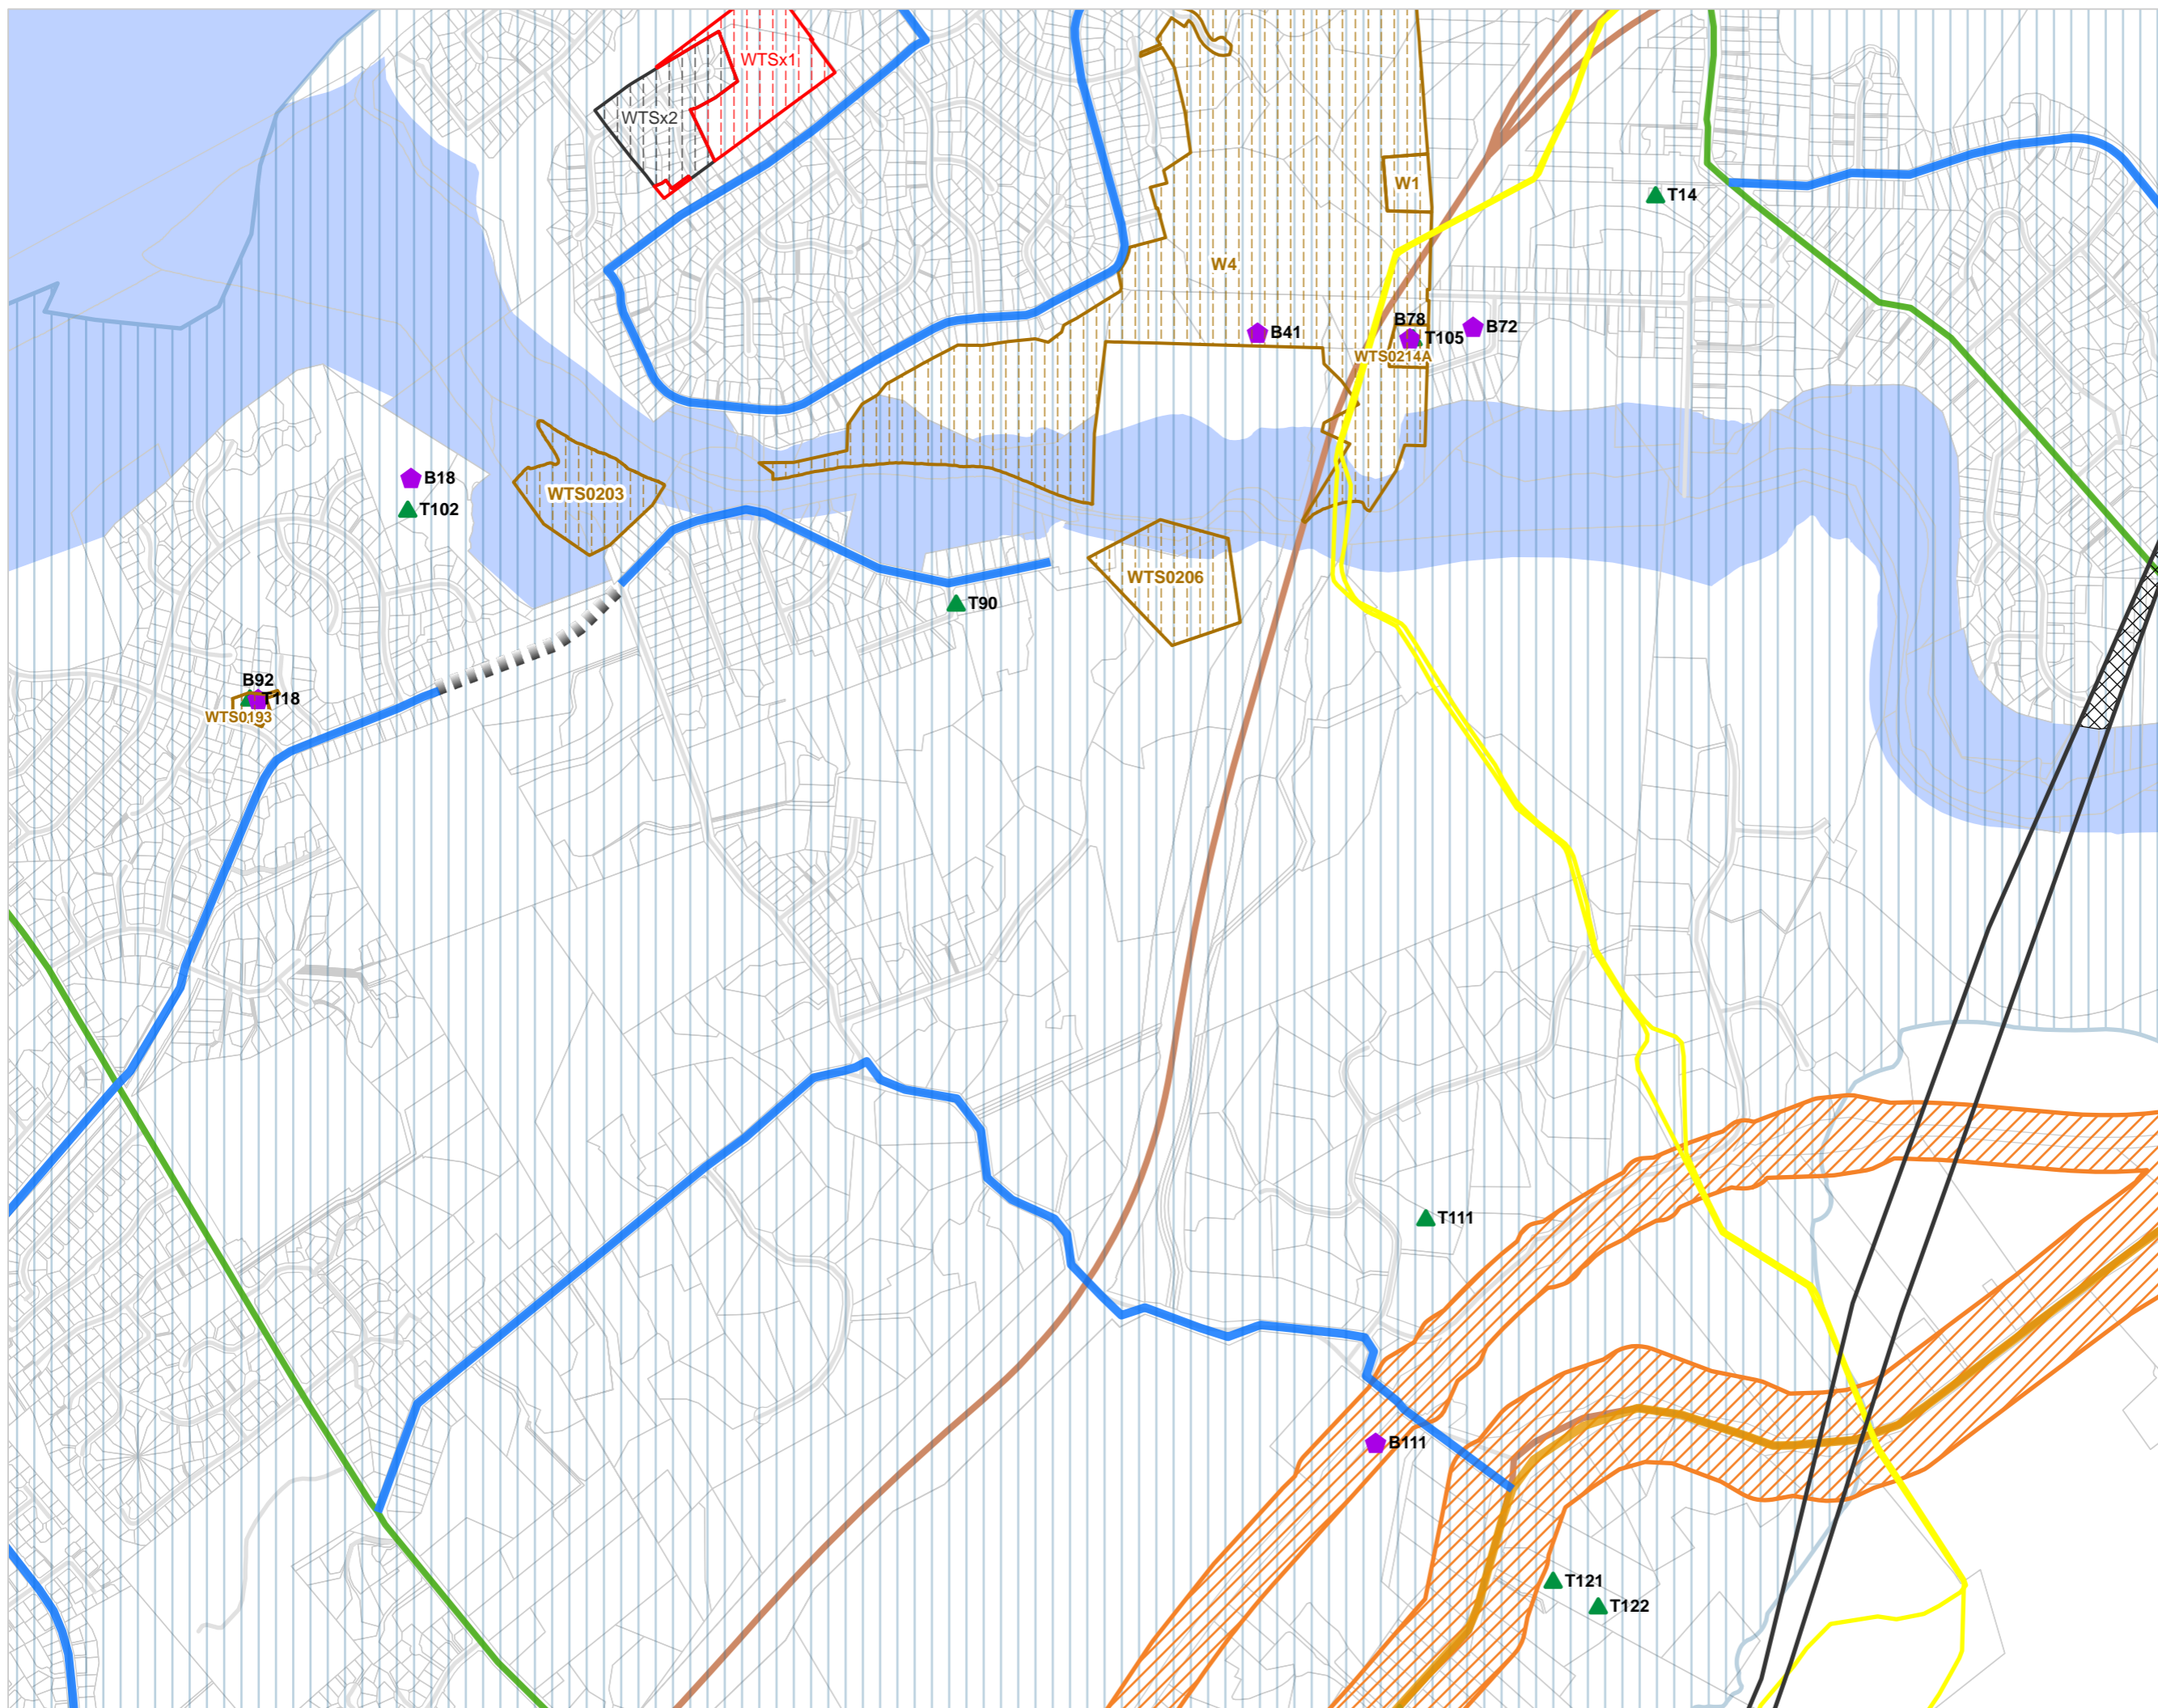 WTSx1
WTSx2
W1
T14
W4
B78
B72
B41
T105
WTS0214A
B18
WTS0203
T102
WTS0206
T90
B92
T118
WTS0193
T111
B111
T121
T122